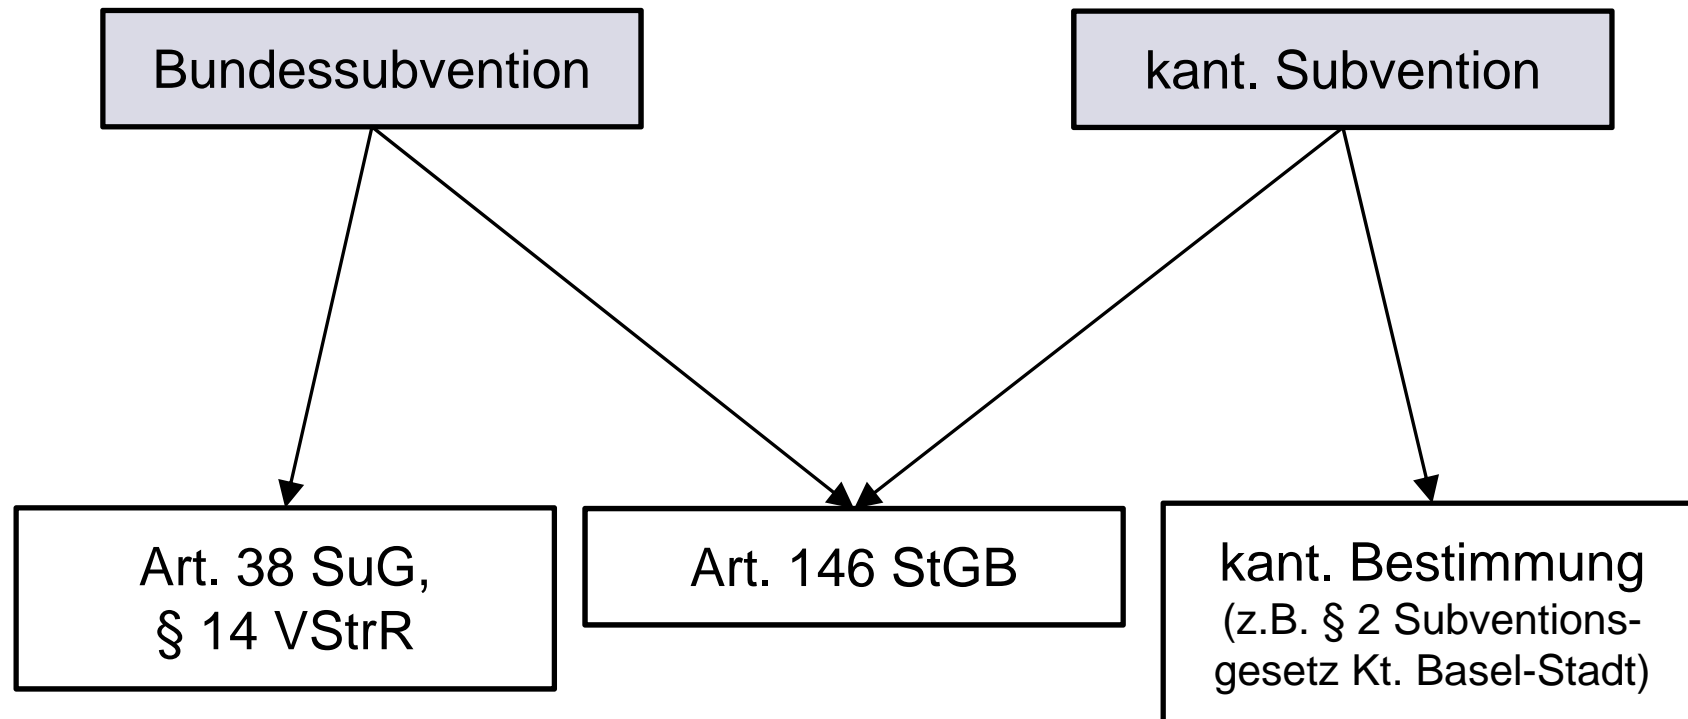 Bundessubvention
kant. Subvention
Art. 38 SuG,
§ 14 VStrR
Art. 146 StGB
kant. Bestimmung
(z.B. § 2 Subventions-
gesetz Kt. Basel-Stadt)